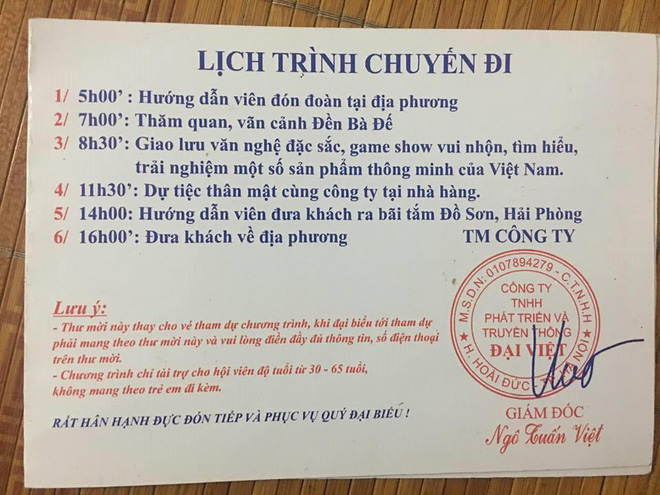 LỊCH TRÌNH CHUYẾN ĐI
1/ 5h00': Hướng dẫn viên đón đoàn tại địa phương
2/ 7h00': Thăm quan, vãn cảnh Đền Bà Đế
3/ 8h30': Giao lưu văn nghệ đặc sắc, game show vui nhộn, tìm hiểu,
trải nghiệm một số sản phẩm thông minh của Việt Nam.
4/ 11h30': Dự tiệc thân mật cùng công ty tại nhà hàng.
5/ 14h00: Hướng dẫn viên đưa khách ra bãi tắm Đồ Sơn, Hải Phòng
6/ 16h00': Đưa khách về địa phương
TM CÔNG TY
M.S.D.N: 0107894279 - C.T.N.H.H
CÔNG TY
TNHH
PHÁT TRIỂN VÀ
TRUYỀN THÔNG
ĐẠI VIỆT
H. HOÀI ĐỨC
GIÁM ĐỐC
Ngô Xuân Việt
Lưu ý:
- Thư mời này thay cho vé tham dự chương trình, khi đại biểu tới tham dự
phải mang theo thư mời này và vui lòng điền đầy đủ thông tin, số điện thoại
trên thư mời.
- Chương trình chỉ tài trợ cho hội viên độ tuổi từ 30 - 65 tuổi,
không mang theo trẻ em đi kèm.
RẤT HÂN HẠNH ĐỰC ĐÓN TIẾP VÀ PHỤC VỤ QUÝ ĐẠI BIỂU !